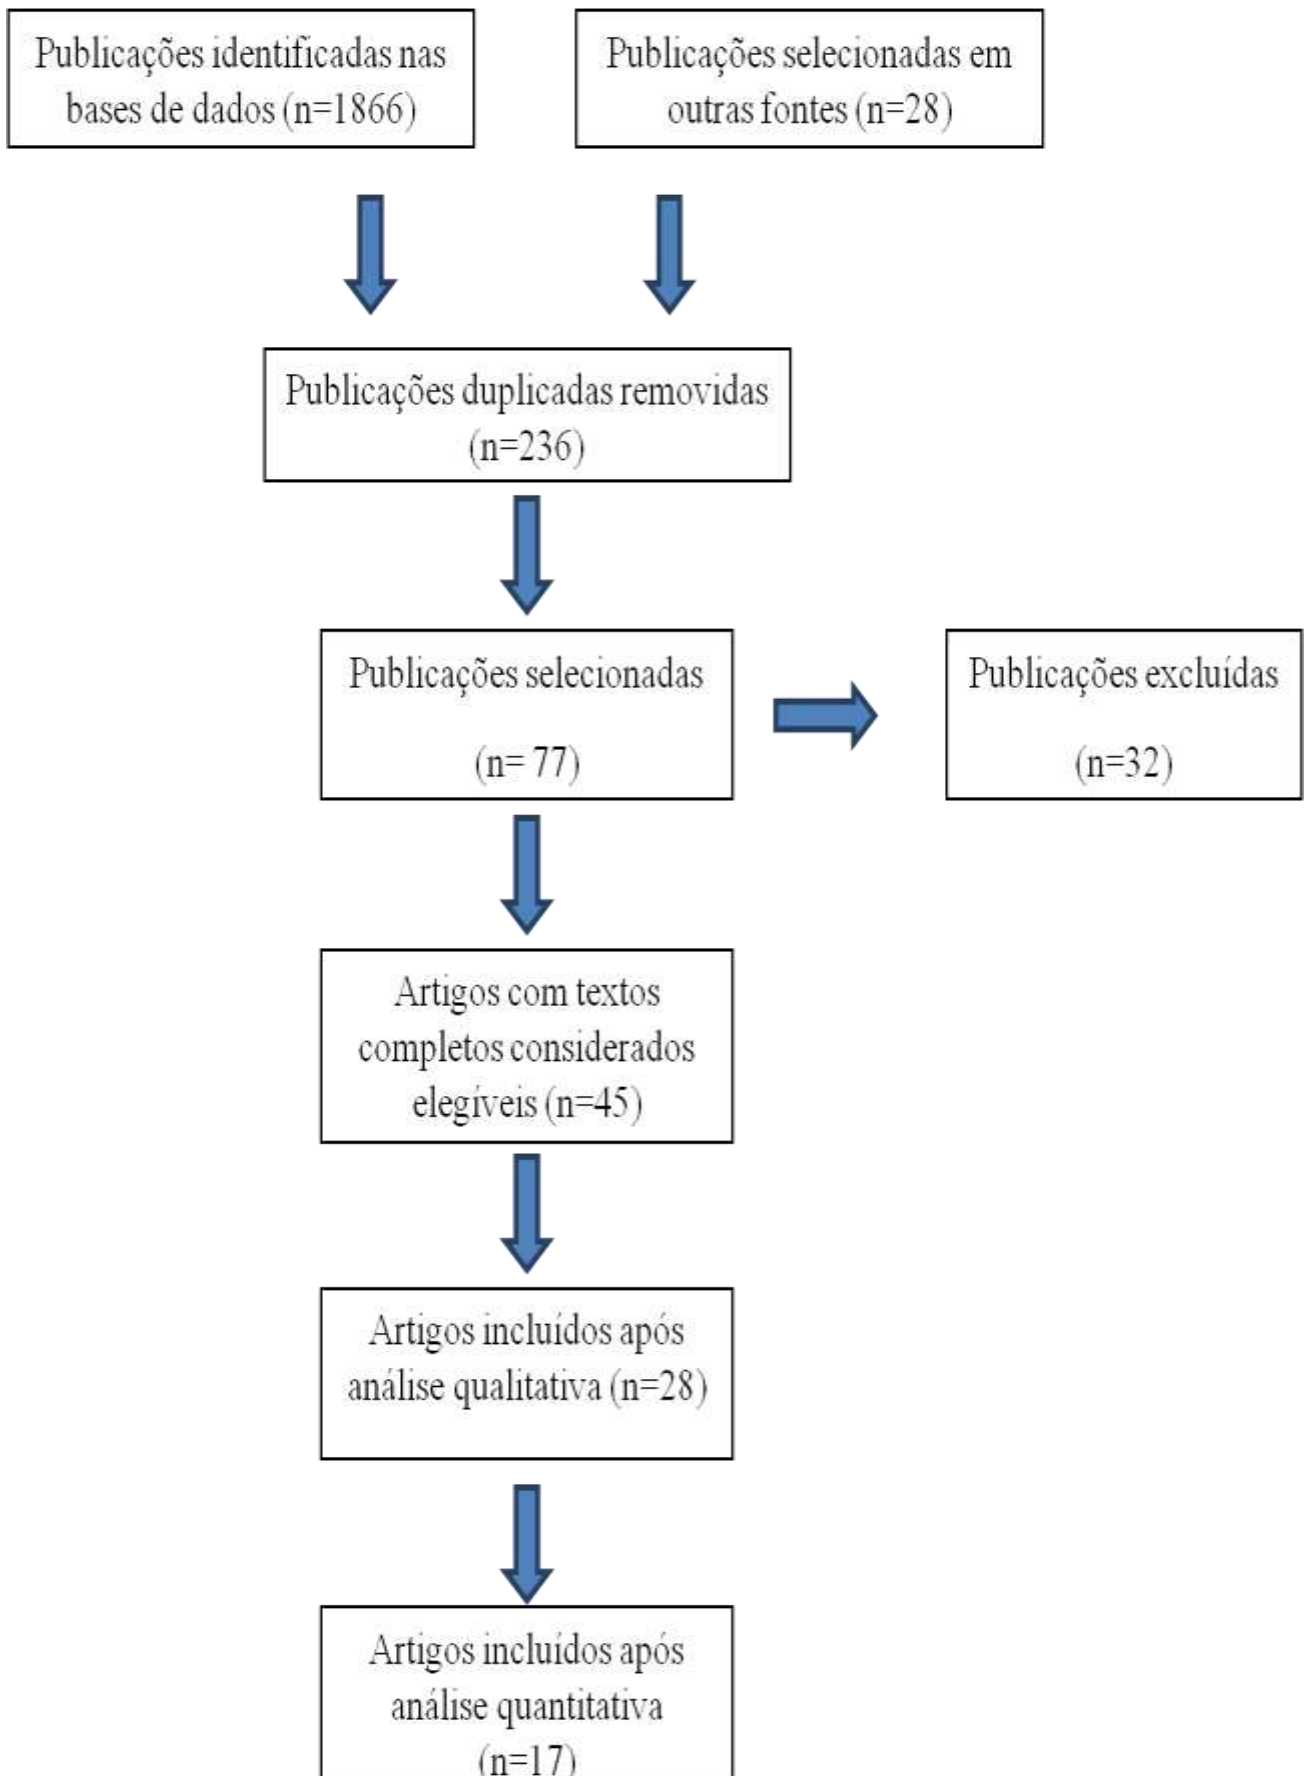 Publicações identificadas nas
bases de dados (n=1866)
Publicações selecionadas em
outras fontes (n=28)
Publicações duplicadas removidas
(n=236)
Publicações selecionadas
(n= 77)
Publicações excluídas
(n=32)
Artigos com textos
completos considerados
elegíveis (n=45)
Artigos incluídos após
análise qualitativa (n=28)
Artigos incluídos após
análise quantitativa
(n=17)